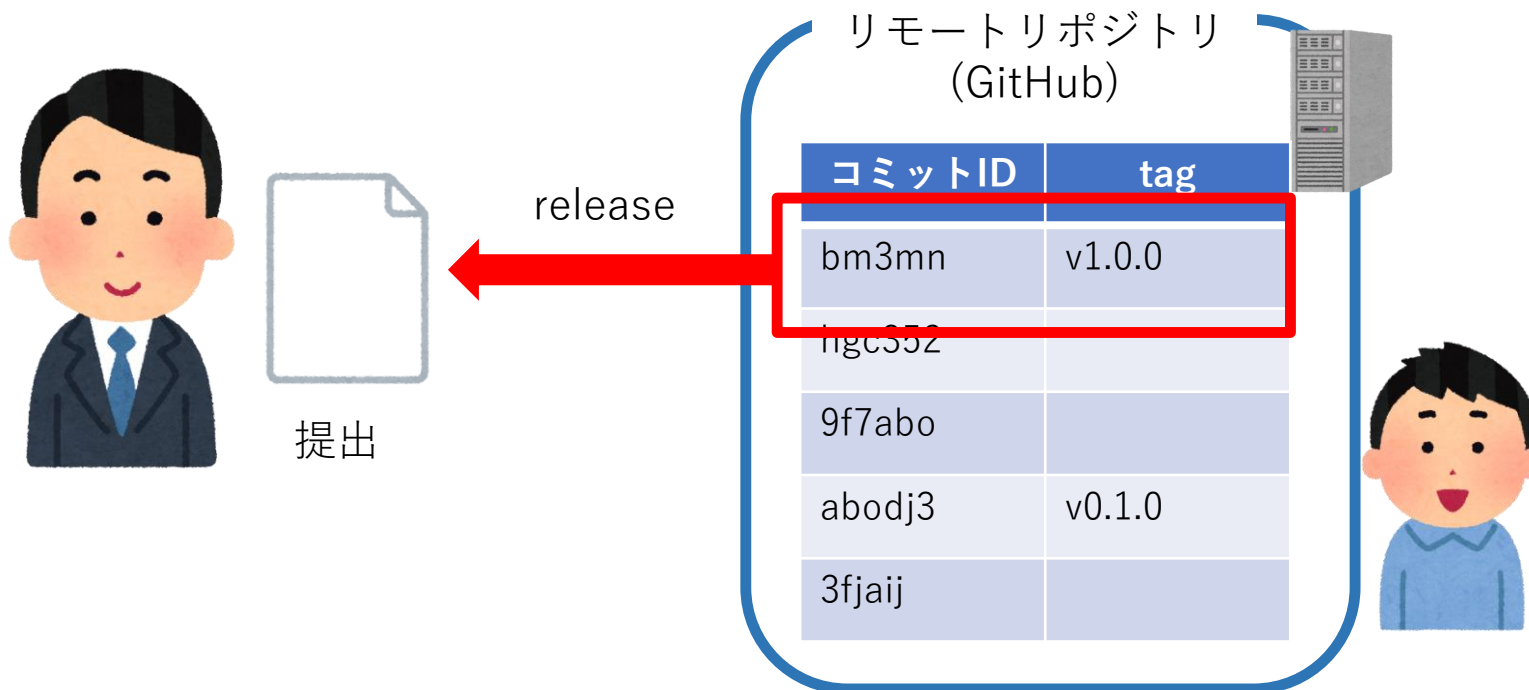 リモートリポジトリ
(GitHub)
コミットID tag
release
bm3mn v1.0.0
hgc352
9f7abo
提出
abodj3 v0.1.0
3fjaij